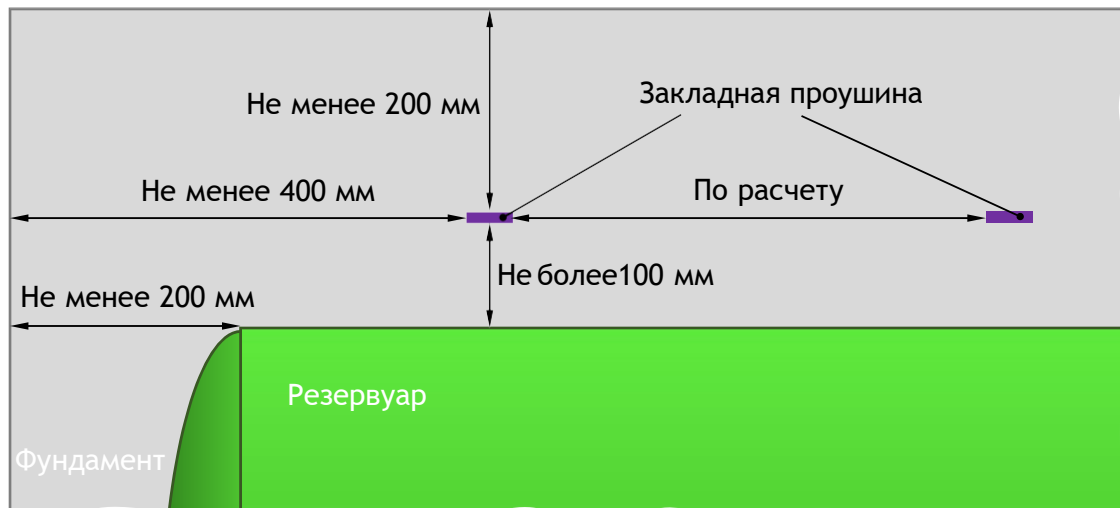 Не менее 200 мм
Закладная проушина
Не менее 400 мм
По расчету
Не более100 мм
Не менее 200 мм
Резервуар
Фундамент